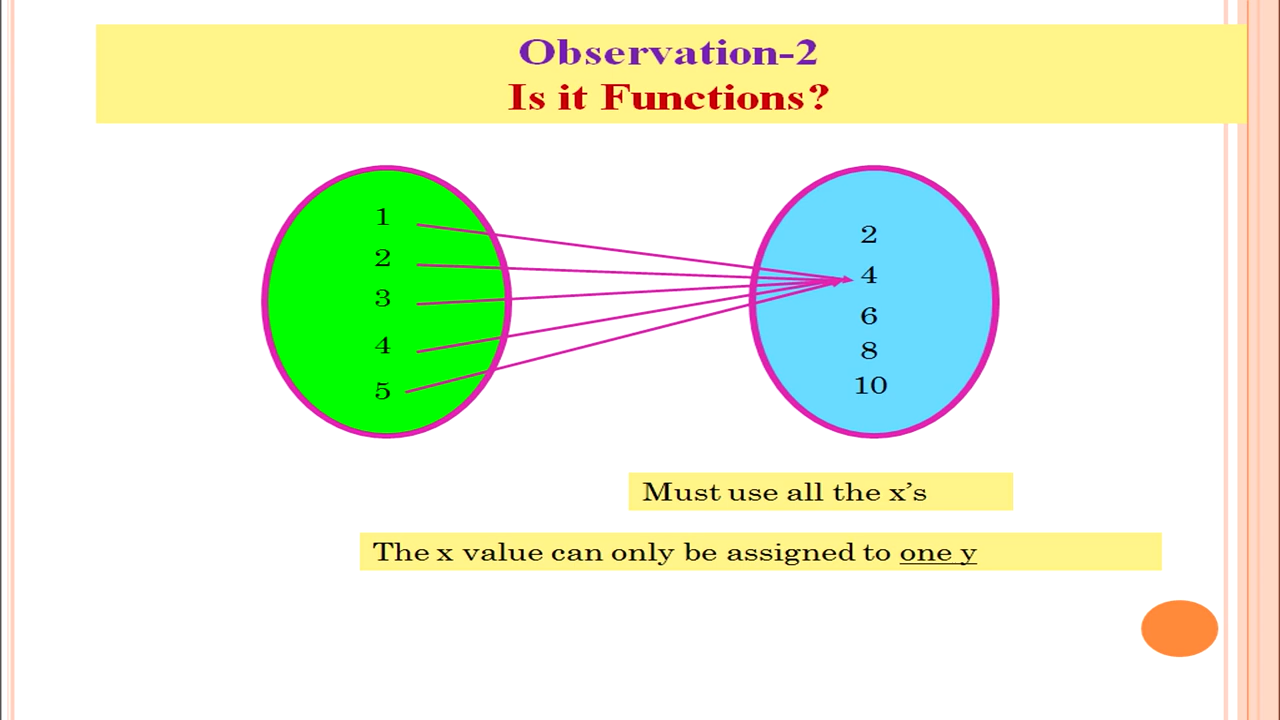 Observation-2
Is it Functions?
1
2
3
4
5
2
4
6
8
10
Must use all the x’s
The x value can only be assigned to one y